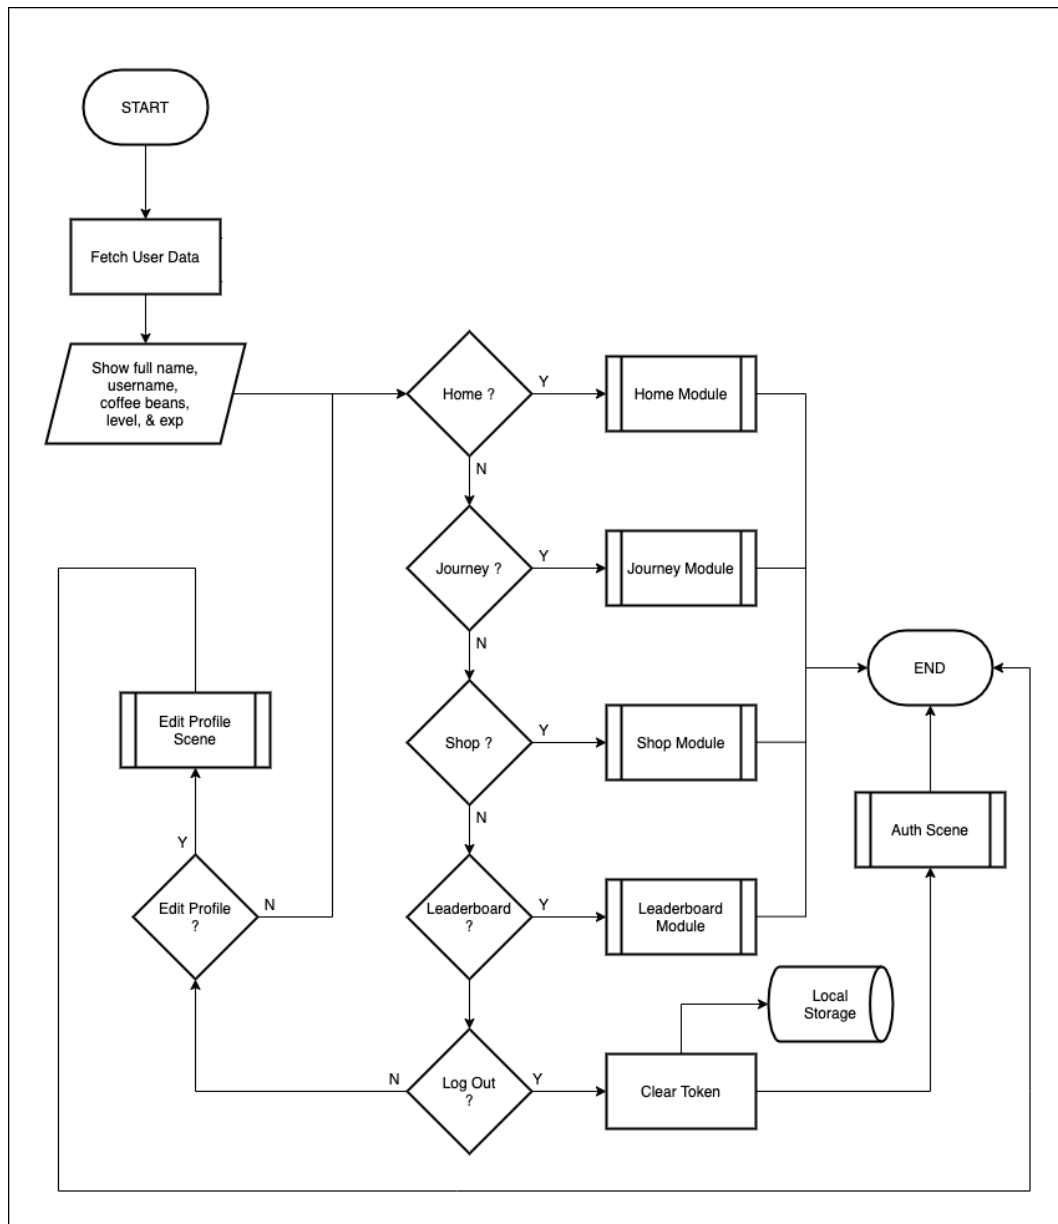 START
Fetch User Data
Show full name,
username,
coffee beans,
level, & exp
Home ?
Y
Home Module
N
Journey ?
Y
Journey Module
N
Shop ?
Y
Shop Module
N
Leaderboard
?
Y
Leaderboard
Module
Log Out
?
Y
N
Clear Token
Local
Storage
Auth Scene
END
Edit Profile
?
Y
N
Edit Profile
Scene